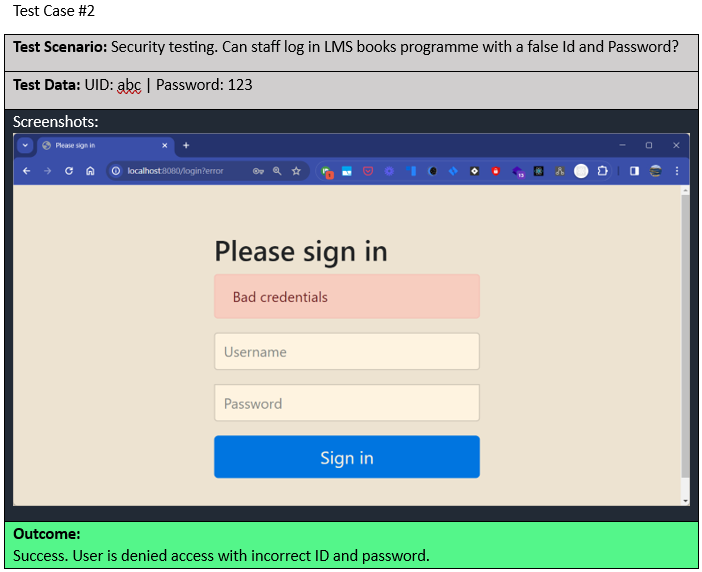 Test Case #2
Test Scenario: Security testing. Can staff log in LMS books programme with a false Id and Password?
Test Data: UID: abc | Password: 123
Screenshots:
Please sign in
localhost:8080/login?error
13
Please sign in
Bad credentials
Username
Password
Sign in
Outcome:
Success. User is denied access with incorrect ID and password.